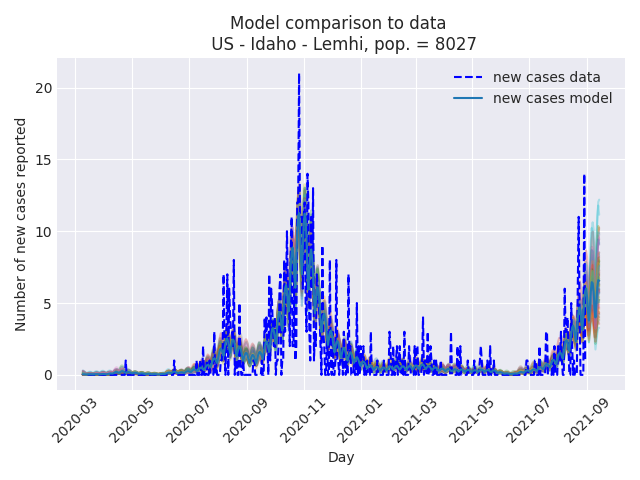 Model comparison to data
US - Idaho - Lemhi, pop. = 8027
new cases data
new cases model
Number of new cases reported
20
15
10
5
0
2020-03
2020-05
2020-07
2020-09
2020-11
2021-01
2021-03
2021-05
2021-07
2021-09
Day